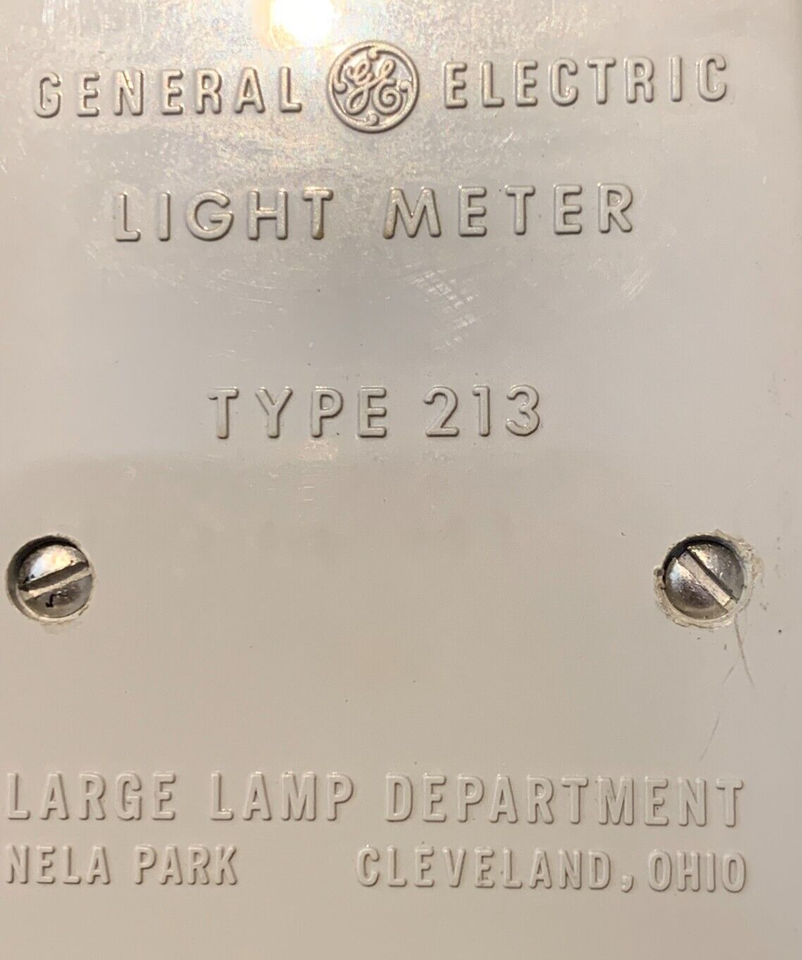 GENERAL GE ELECTRIC
LIGHT METER
TYPE 213
LARGE LAMP DEPARTMENT
NELA PARK CLEVELAND, OHIO